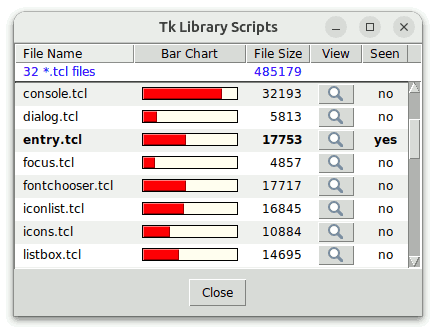 Tk Library Scripts
File Name Bar Chart File Size View Seen
32 *.tcl files 485179
console.tcl 32193 no
dialog.tcl 5813 no
entry.tcl 17753 yes
focus.tcl 4857 no
fontchooser.tcl 17717 no
iconlist.tcl 16845 no
icons.tcl 10884 no
listbox.tcl 14695 no
Close